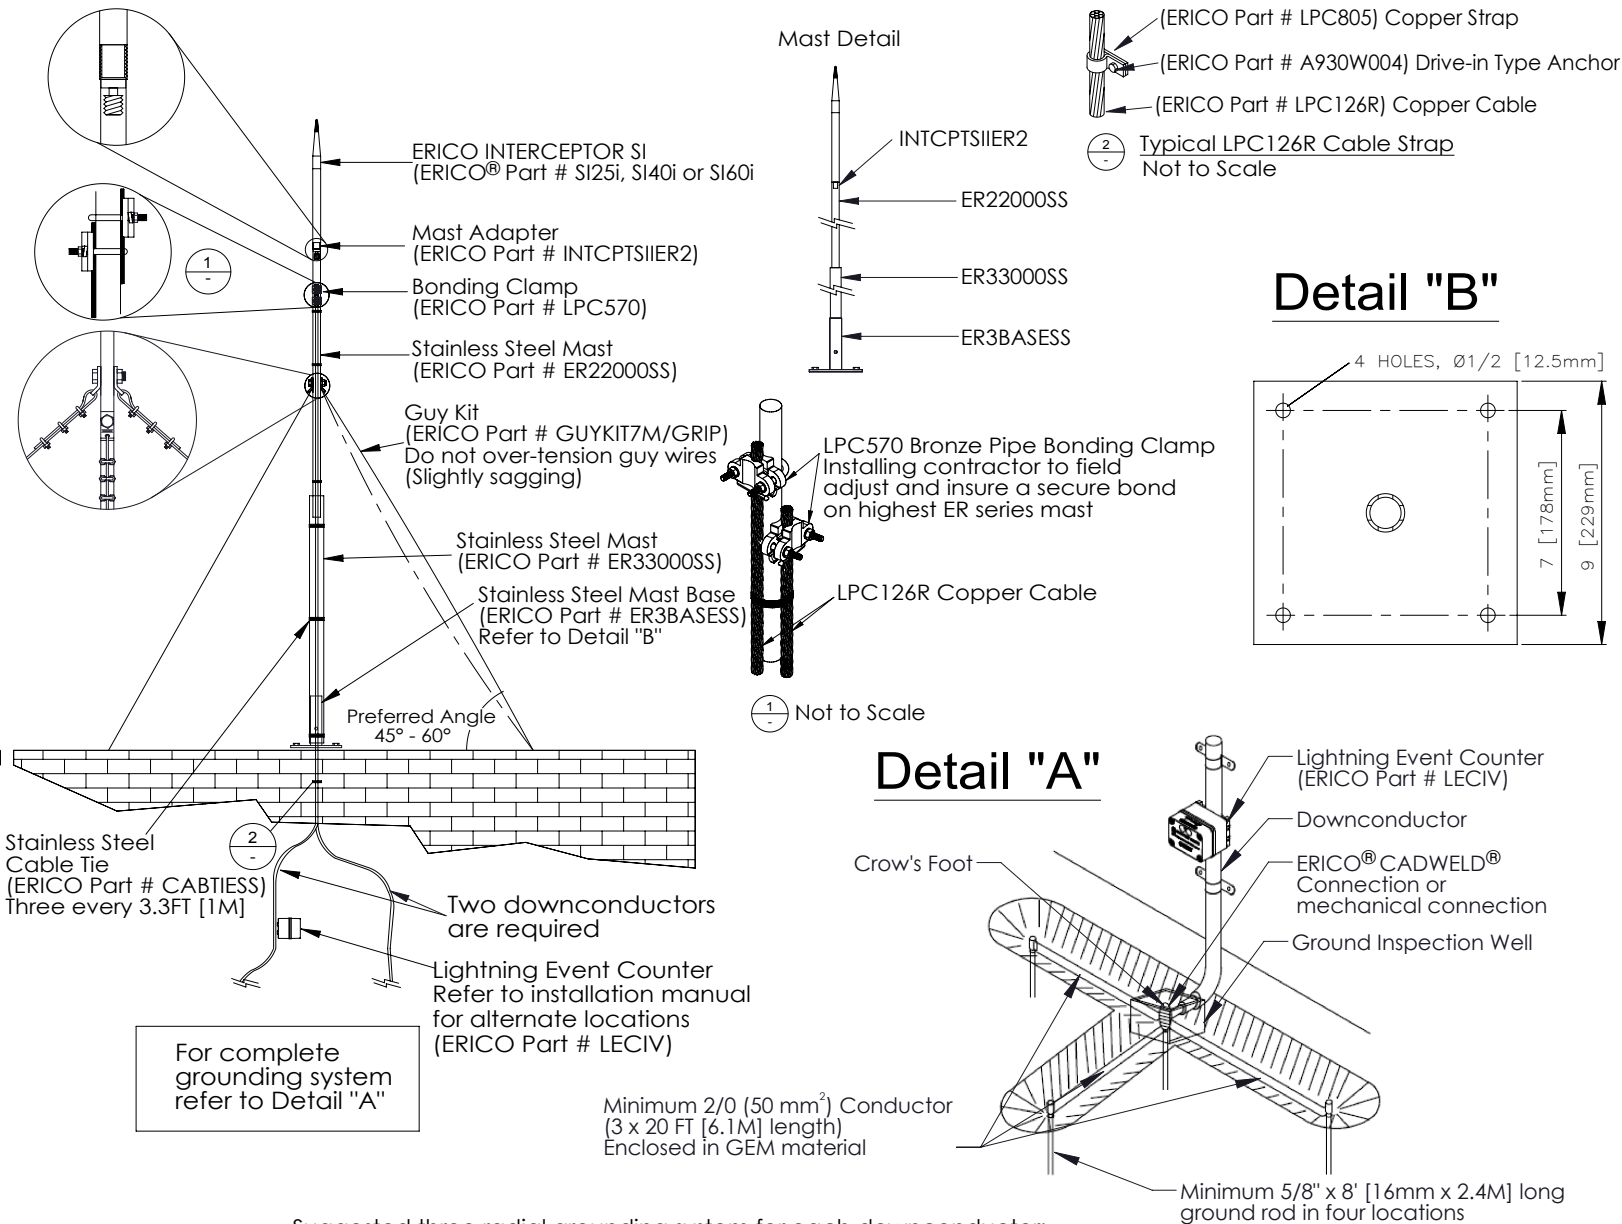 ERICO INTERCEPTOR SI
(ERICO® Part # SI25i, SI40i or SI60i
Mast Adapter
(ERICO Part # INTCPTSIIER2)
1
-
Bonding Clamp
(ERICO Part # LPC570)
Stainless Steel Mast
(ERICO Part # ER22000SS)
Guy Kit
(ERICO Part # GUYKIT7M/GRIP)
Do not over-tension guy wires
(Slightly sagging)
Stainless Steel Mast
(ERICO Part # ER33000SS)
Stainless Steel Mast Base
(ERICO Part # ER3BASESS)
Refer to Detail "B"
Preferred Angle
45° - 60°
Stainless Steel
Cable Tie
(ERICO Part # CABTIESS)
Three every 3.3FT [1M]
2
-
Two downconductors
are required
Lightning Event Counter
Refer to installation manual
for alternate locations
(ERICO Part # LECIV)
For complete
grounding system
refer to Detail "A"
Mast Detail
INTCPTSIIER2
ER22000SS
ER33000SS
ER3BASESS
(ERICO Part # LPC805) Copper Strap
(ERICO Part # A930W004) Drive-in Type Anchor
(ERICO Part # LPC126R) Copper Cable
2
-
Typical LPC126R Cable Strap
Not to Scale
LPC570 Bronze Pipe Bonding Clamp
Installing contractor to field
adjust and insure a secure bond
on highest ER series mast
LPC126R Copper Cable
1
-
Not to Scale
Detail "B"
4 HOLES, Ø1/2 [12.5mm]
7 [178mm]
9 [229mm]
Detail "A"
Lightning Event Counter
(ERICO Part # LECIV)
Downconductor
Crow's Foot
ERICO® CADWELD®
Connection or
mechanical connection
Ground Inspection Well
Minimum 2/0 (50 mm²) Conductor
(3 x 20 FT [6.1M] length)
Enclosed in GEM material
Minimum 5/8" x 8' [16mm x 2.4M] long
ground rod in four locations
Suggested three radial grounding system for each downconductor: